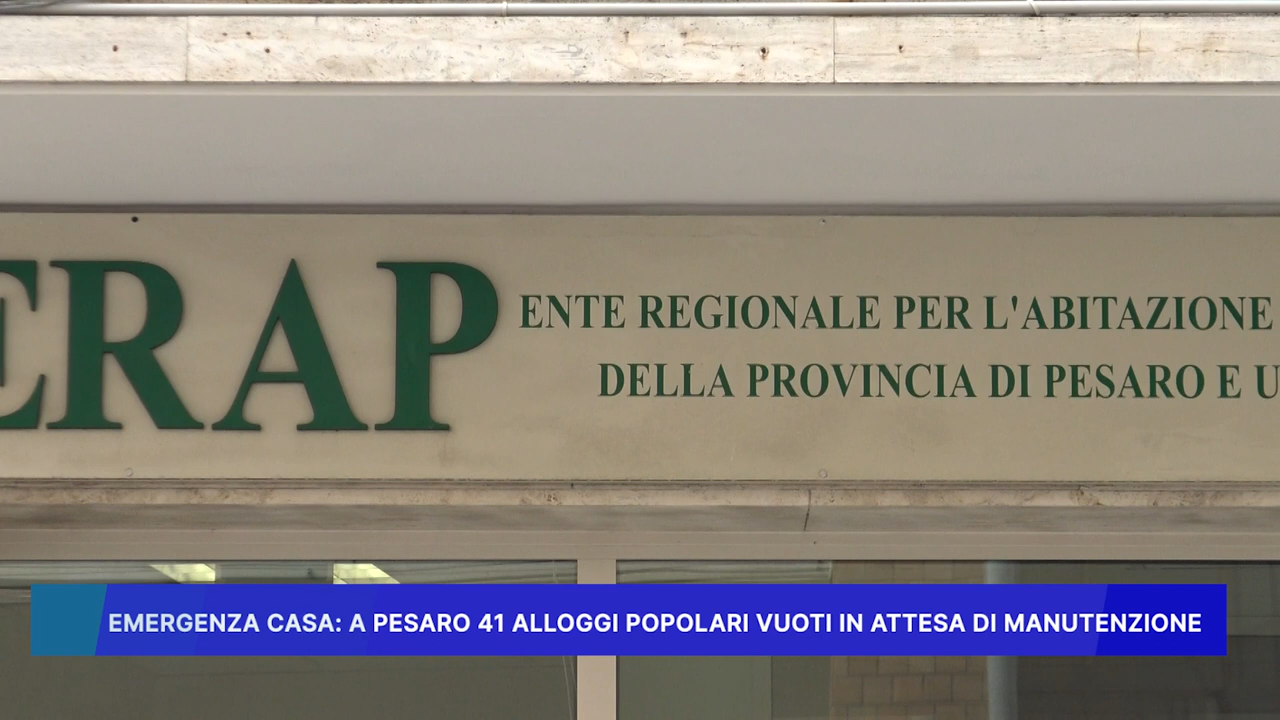 ERAP
ENTE REGIONALE PER L'ABITAZIONE
DELLA PROVINCIA DI PESARO E U
EMERGENZA CASA: A PESARO 41 ALLOGGI POPOLARI VUOTI IN ATTESA DI MANUTENZIONE